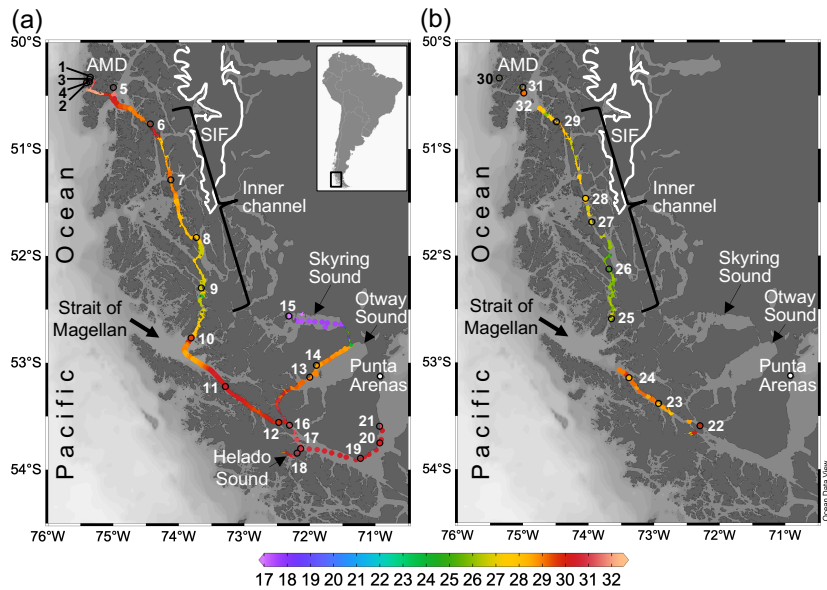 (a)
(b)
50°S
51°S
52°S
53°S
54°S
76°W
75°W
74°W
73°W
72°W
71°W
Pacific Ocean
AMD
1
3
4
2
5
6
7
8
9
10
11
12
13
14
15
16
17
18
19
20
21
SIF
Inner
channel
Skyring
Sound
Otway
Sound
Strait of
Magellan
Punta
Arenas
Helado
Sound
50°S
51°S
52°S
53°S
54°S
76°W
75°W
74°W
73°W
72°W
71°W
Pacific Ocean
AMD
30
31
32
29
28
27
26
25
24
23
22
SIF
Inner
channel
Skyring
Sound
Otway
Sound
Strait of
Magellan
Punta
Arenas
Ocean Data View
17 18 19 20 21 22 23 24 25 26 27 28 29 30 31 32